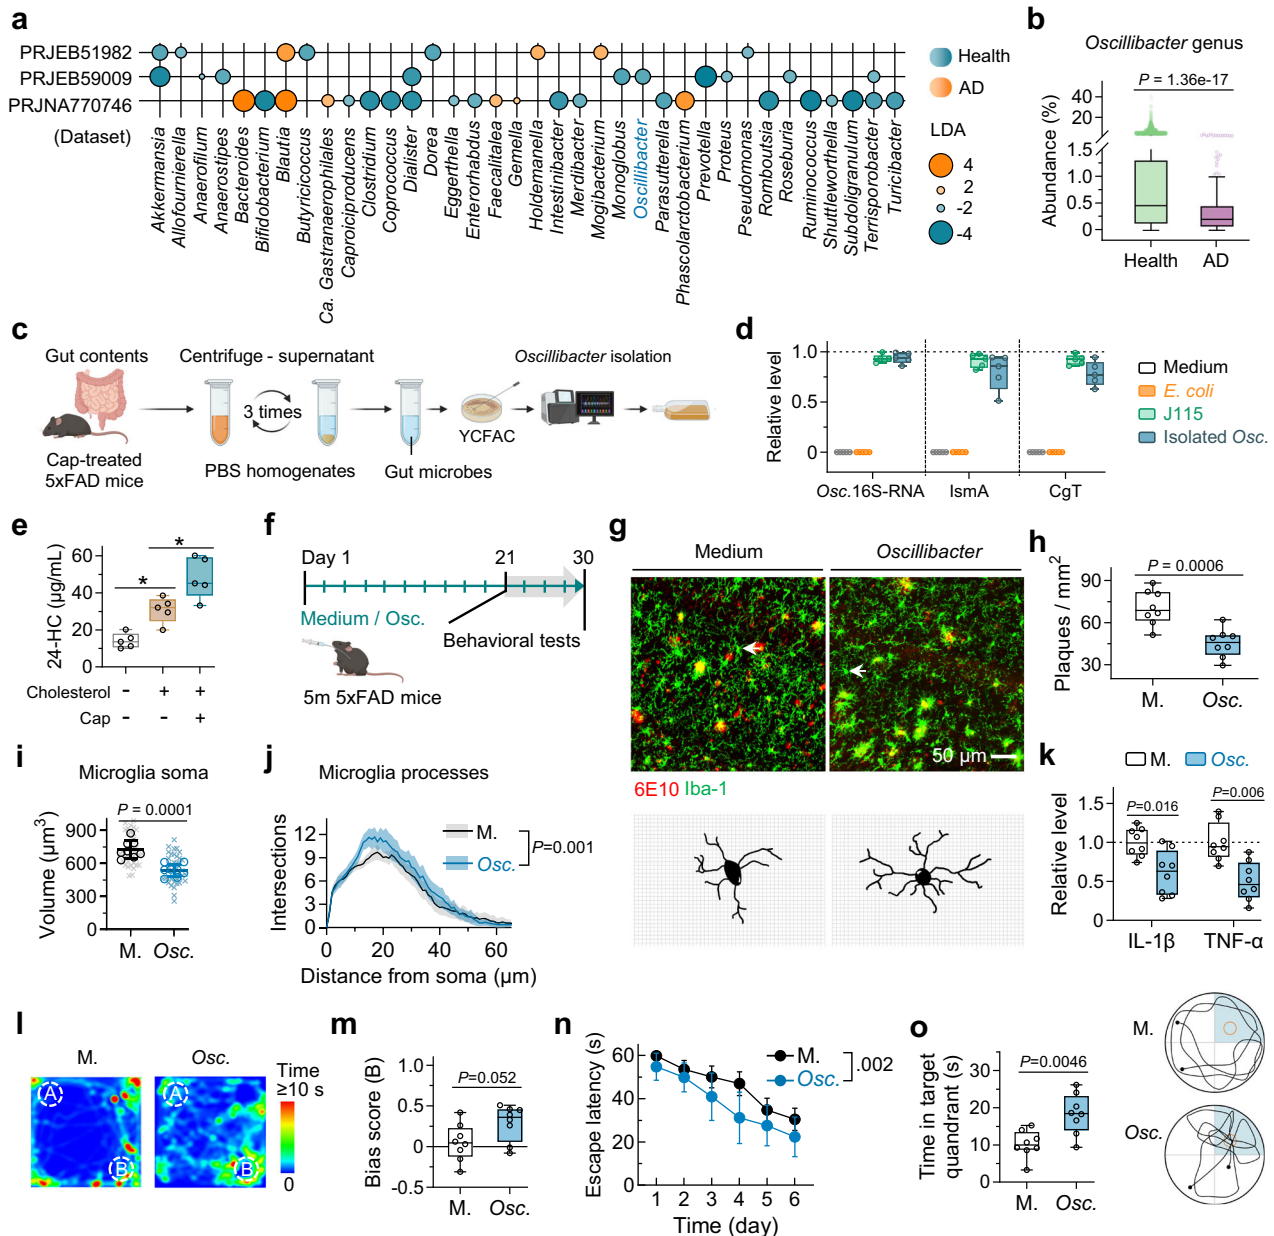 a
PRJEB51982
PRJEB59009
PRJNA770746
(Dataset)
Akkermansia
Allofournierella
Anaerofilum
Anaerostipes
Bacteroides
Bifidobacterium
Blautia
Butyricicoccus
Ca. Gastranaerophilales
Caproiciproducens
Clostridium
Coprococcus
Dialister
Dorea
Eggerthella
Enterorhabdus
Faecalitalea
Gemella
Holdemanella
Intestinibacter
Merdibacter
Mogibacterium
Monoglobus
Oscillibacter
Parasutterella
Phascolarctobacterium
Prevotella
Proteus
Pseudomonas
Romboutsia
Roseburia
Ruminococcus
Shuttleworthella
Subdoligranulum
Terrisporobacter
Turicibacter
Health
AD
LDA
4
2
-2
-4
b
Oscillibacter genus
P = 1.36e-17
Abundance (%)
40
20
1.5
1.0
0.5
0
Health
AD
c
Gut contents
Centrifuge - supernatant
Oscillibacter isolation
3 times
YCFAC
Cap-treated
5xFAD mice
PBS homogenates
Gut microbes
d
Relative level
1.0
0.5
0
Osc.16S-RNA
IsmA
CgT
Medium
E. coli
J115
Isolated Osc.
e
24-HC (μg/mL)
60
40
20
0
*
*
Cholesterol - + +
Cap - - +
f
Day 1
21
30
Medium / Osc.
Behavioral tests
5m 5xFAD mice
g
Medium
Oscillibacter
50 μm
6E10 Iba-1
h
P = 0.0006
Plaques / mm2
90
60
30
M.
Osc.
i
Microglia soma
P = 0.0001
Volume (μm3)
900
600
300
0
M.
Osc.
j
Microglia processes
Intersections
12
9
6
3
0
M.
Osc.
P=0.001
0
20
40
60
Distance from soma (μm)
k
M.
Osc.
P=0.016
P=0.006
Relative level
1.5
1.0
0.5
0
IL-1β
TNF-α
l
M.
Osc.
A
B
A
B
Time
≥10 s
0
m
Bias score (B)
P=0.052
1.0
0.5
0
-0.5
M.
Osc.
n
Escape latency (s)
60
40
20
0
M.
Osc.
.002
1 2 3 4 5 6
Time (day)
o
Time in target
quadrant (s)
P=0.0046
30
20
10
0
M.
Osc.
M.
Osc.